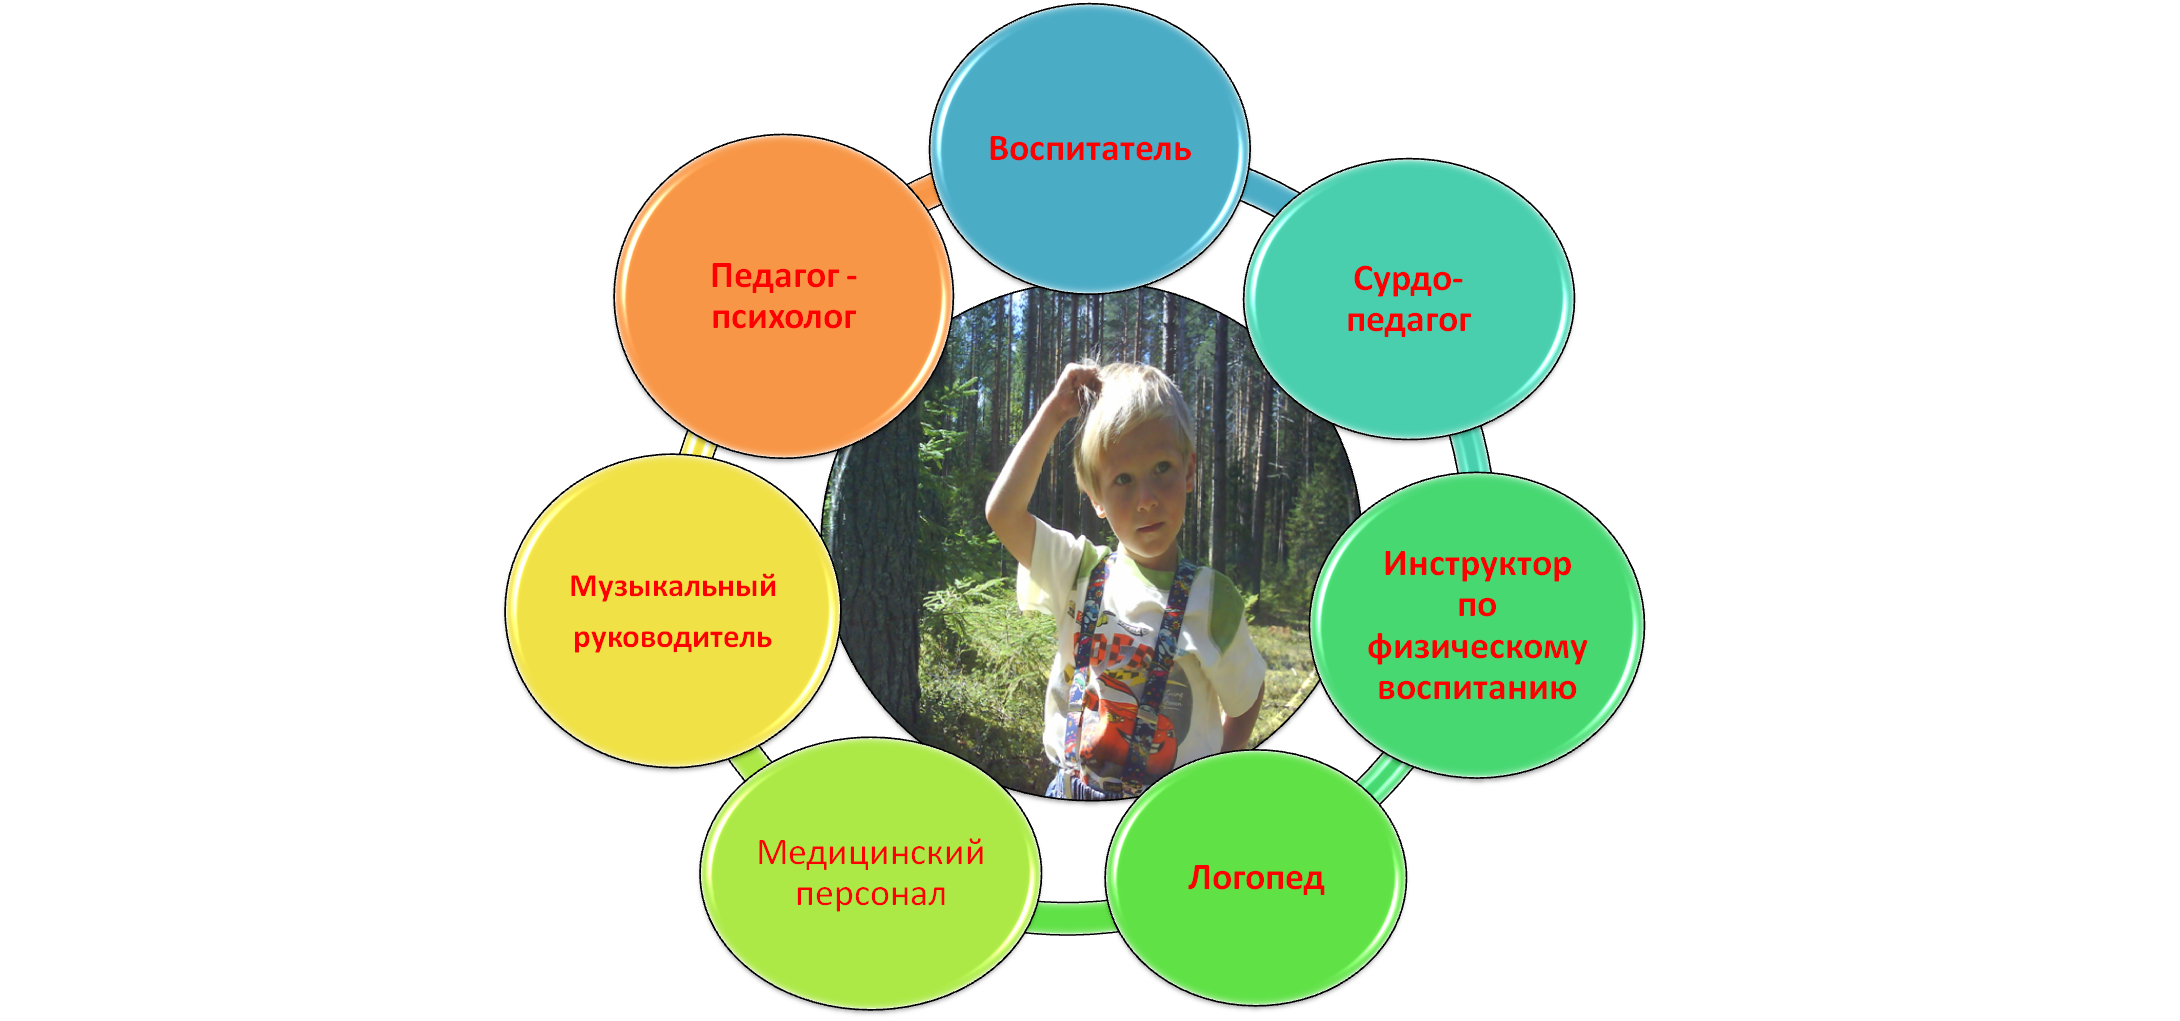 Воспитатель
Сурдо-
педагог
Инструктор
по
физическому
воспитанию
Логопед
Медицинский
персонал
Музыкальный
руководитель
Педагог -
психолог